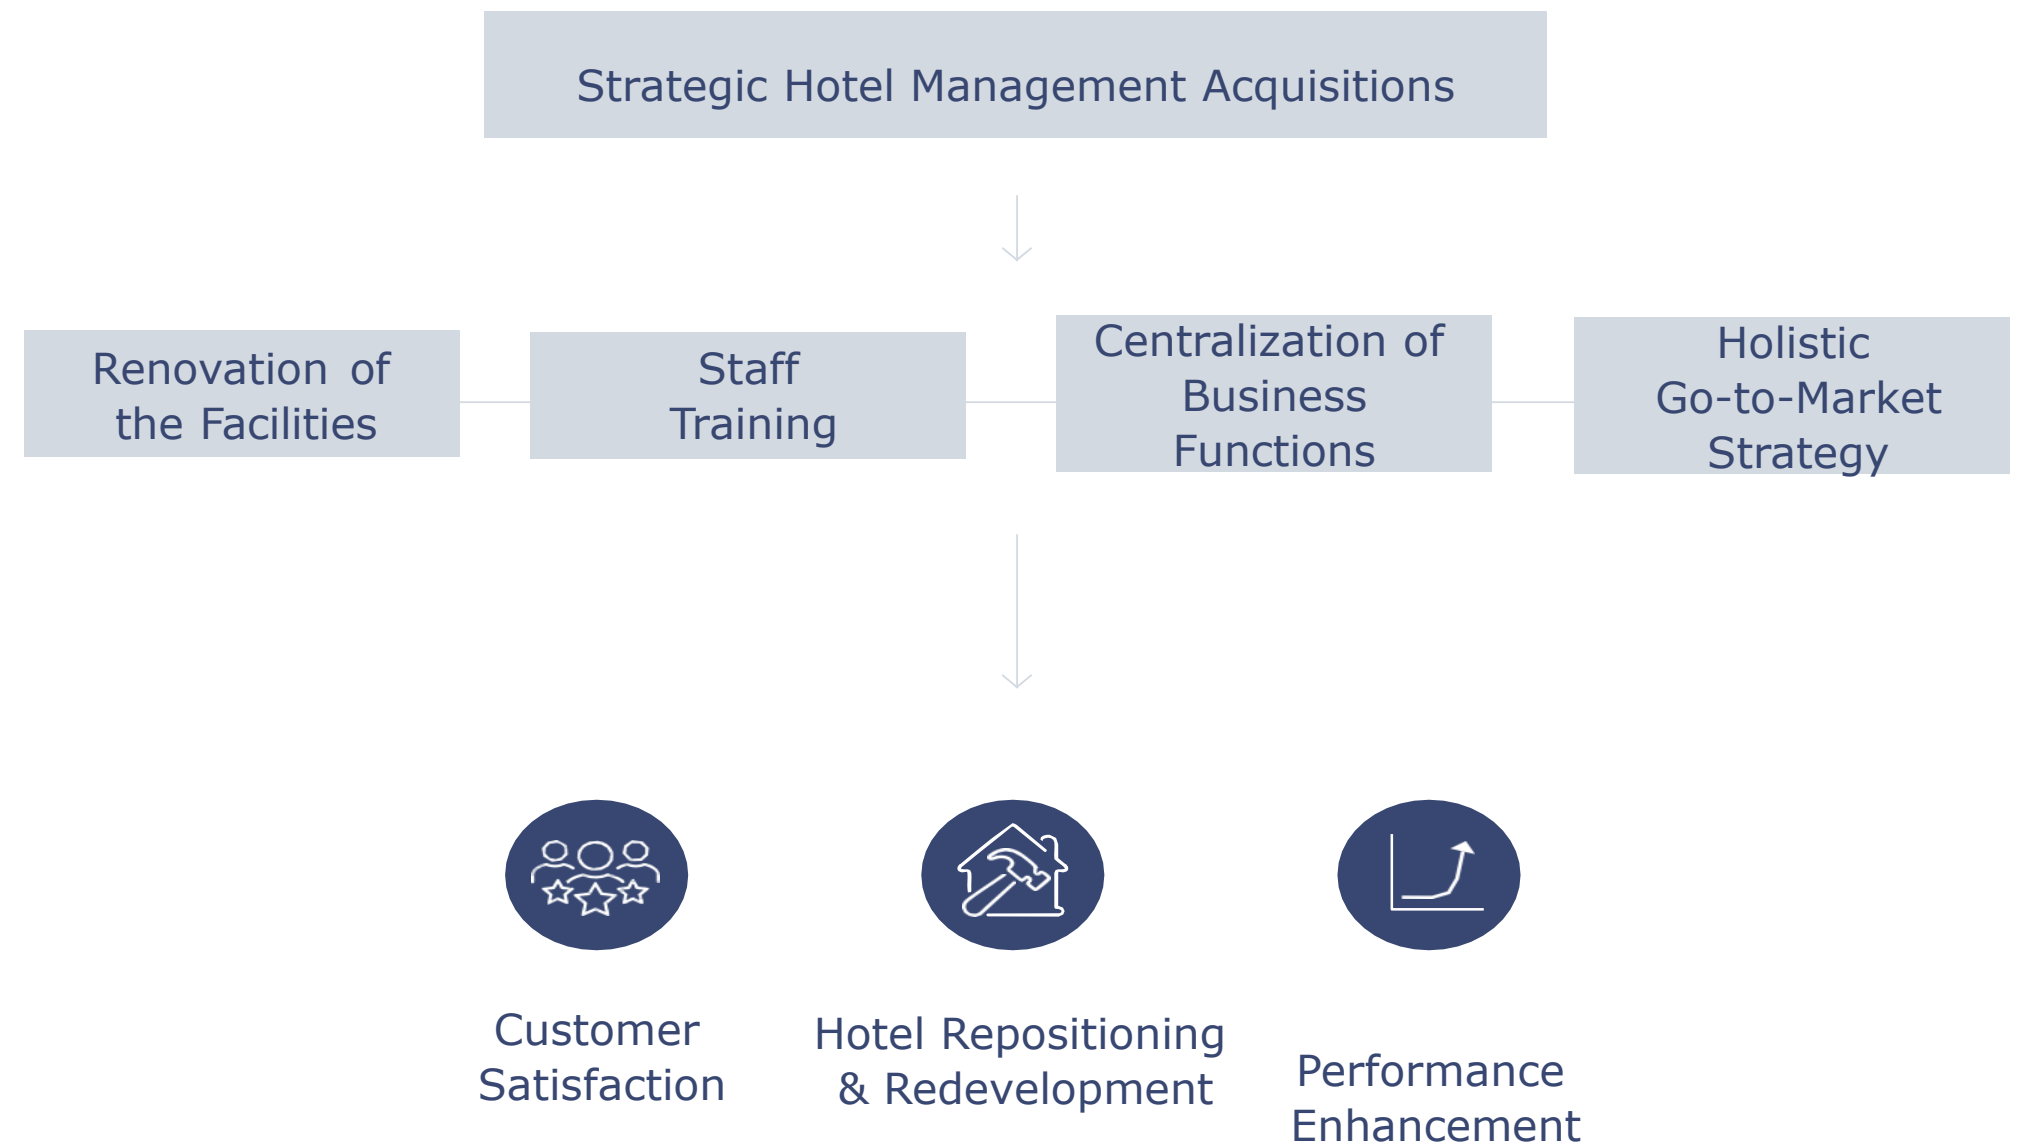 Strategic Hotel Management Acquisitions
Renovation of
the Facilities
Staff
Training
Centralization of
Business
Functions
Holistic
Go-to-Market
Strategy
Customer
Satisfaction
Hotel Repositioning
& Redevelopment
Performance
Enhancement